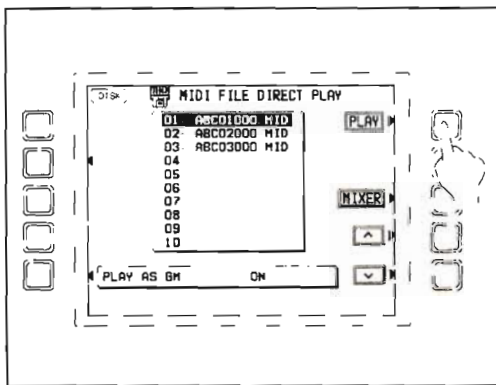 DISK MIDI FILE DIRECT PLAY
01 ABC01000 MID PLAY
02 ABC02000 MID
03 ABC03000 MID
04
05
06
07 MIXER
08
09
10
PLAY AS GM ON